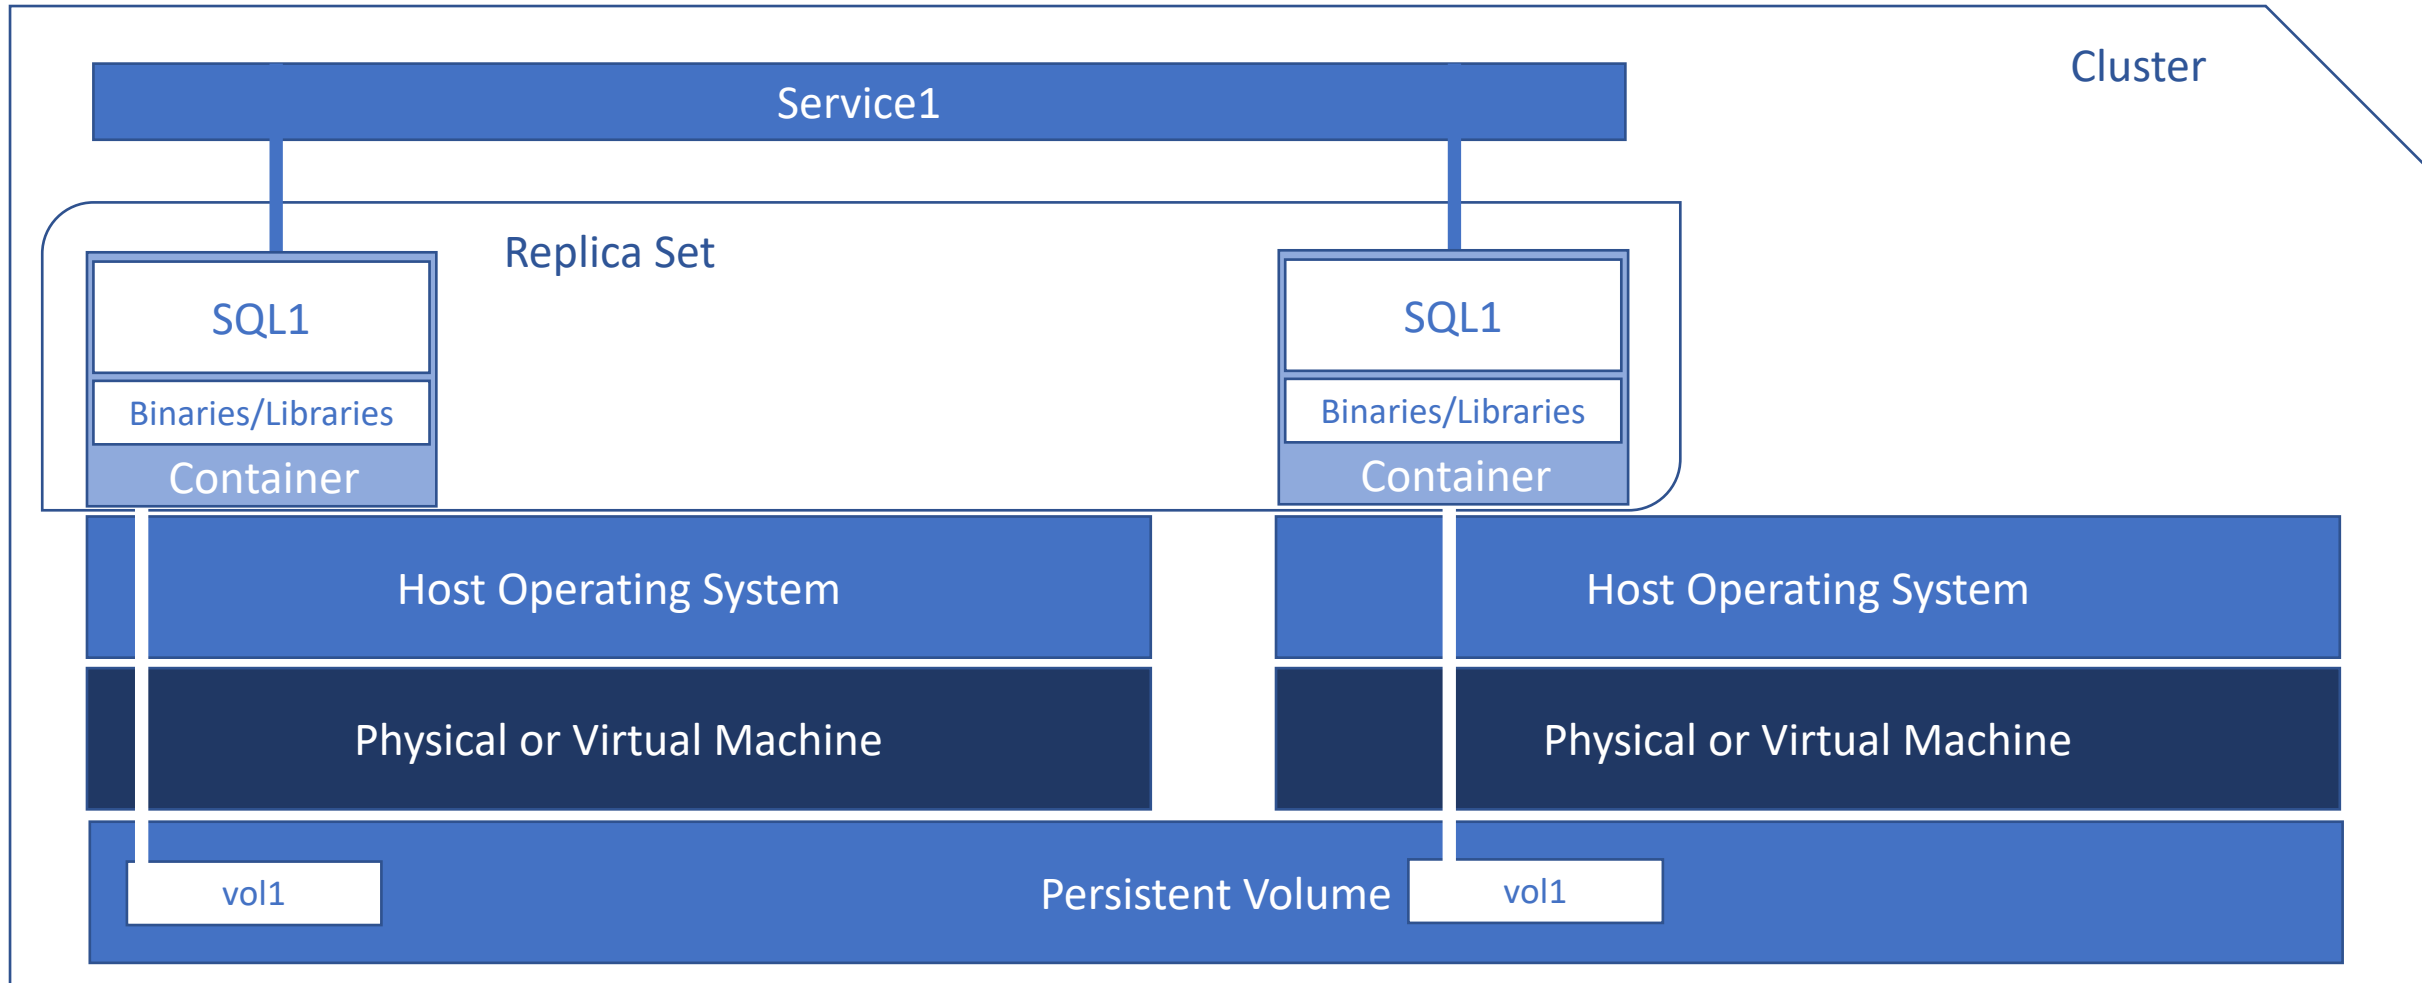 Cluster
Service1
Replica Set
SQL1
SQL1
Binaries/Libraries
Binaries/Libraries
Container
Container
Host Operating System
Host Operating System
Physical or Virtual Machine
Physical or Virtual Machine
vol1
Persistent Volume
vol1